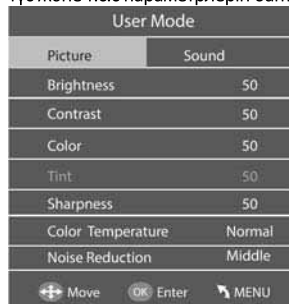 User Mode
Picture Sound
Brightness 50
Contrast 50
Color 50
Tint 50
Sharpness 50
Color Temperature Normal
Noise Reduction Middle
Move OK Enter MENU